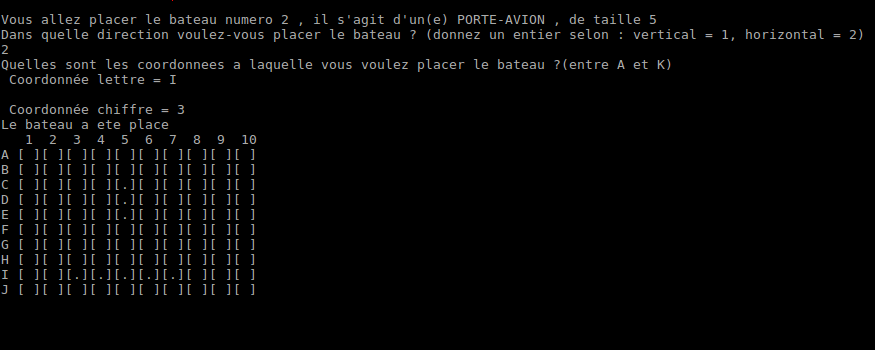 Vous allez placer le bateau numero 2 , il s'agit d'un(e) PORTE-AVION , de taille 5
Dans quelle direction voulez-vous placer le bateau ? (donnez un entier selon : vertical = 1, horizontal = 2)
2
Quelles sont les coordonnees a laquelle vous voulez placer le bateau ?(entre A et K)
Coordonnée lettre = I
Coordonnée chiffre = 3
Le bateau a ete place
1 2 3 4 5 6 7 8 9 10
A [ ][ ][ ][ ][ ][ ][ ][ ][ ][ ]
B [ ][ ][ ][ ][ ][ ][ ][ ][ ][ ]
C [ ][ ][ ][ ][.][ ][ ][ ][ ][ ]
D [ ][ ][ ][ ][.][ ][ ][ ][ ][ ]
E [ ][ ][ ][ ][.][ ][ ][ ][ ][ ]
F [ ][ ][ ][ ][ ][ ][ ][ ][ ][ ]
G [ ][ ][ ][ ][ ][ ][ ][ ][ ][ ]
H [ ][ ][ ][ ][ ][ ][ ][ ][ ][ ]
I [ ][ ][.][.][.][.][.][ ][ ][ ]
J [ ][ ][ ][ ][ ][ ][ ][ ][ ][ ]